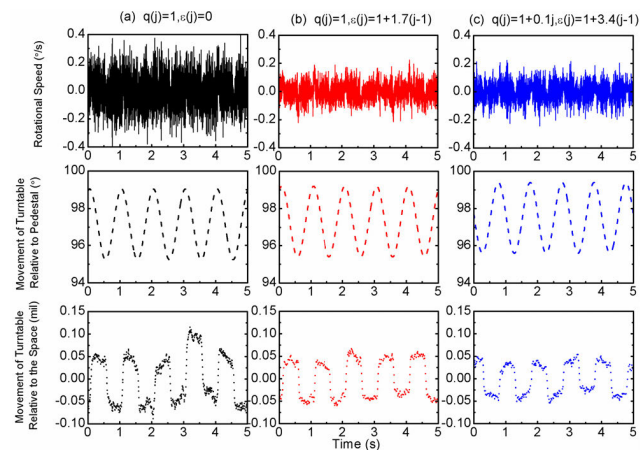 (a) q(j)=1,ε(j)=0
(b) q(j)=1,ε(j)=1+1.7(j-1)
(c) q(j)=1+0.1j,ε(j)=1+3.4(j-1)
Rotational Speed (°/s)
0.4
0.2
0.0
-0.2
-0.4
0 1 2 3 4 5
0.4
0.2
0.0
-0.2
-0.4
0 1 2 3 4 5
0.4
0.2
0.0
-0.2
-0.4
0 1 2 3 4 5
Movement of Turntable
Relative to Pedestal (°)
100
98
96
94
0 1 2 3 4 5
100
98
96
94
0 1 2 3 4 5
100
98
96
94
0 1 2 3 4 5
Movement of Turntable
Relative to the Space (mil)
0.15
0.10
0.05
0.00
-0.05
-0.10
0 1 2 3 4 5
0.15
0.10
0.05
0.00
-0.05
-0.10
0 1 2 3 4 5
0.15
0.10
0.05
0.00
-0.05
-0.10
0 1 2 3 4 5
Time (s)